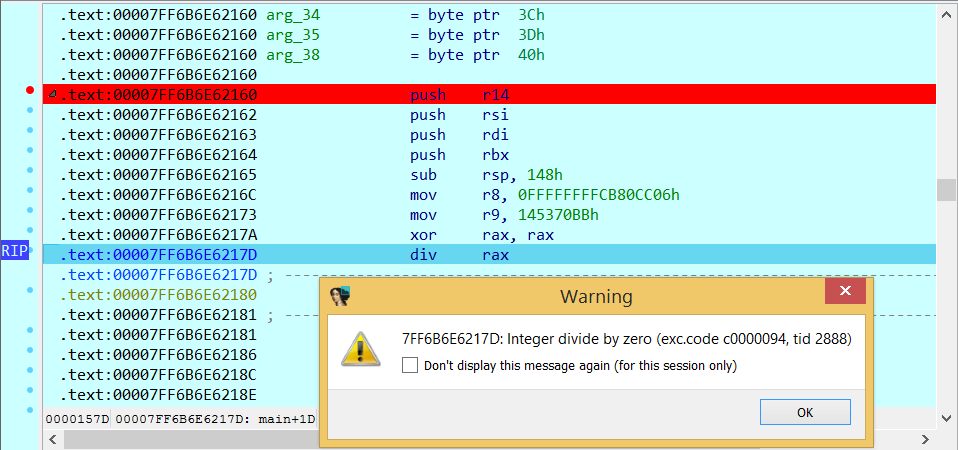 .text:00007FF6B6E62160 arg_34 = byte ptr 3Ch
.text:00007FF6B6E62160 arg_35 = byte ptr 3Dh
.text:00007FF6B6E62160 arg_38 = byte ptr 40h
.text:00007FF6B6E62160
.text:00007FF6B6E62160 push r14
.text:00007FF6B6E62162 push rsi
.text:00007FF6B6E62163 push rdi
.text:00007FF6B6E62164 push rbx
.text:00007FF6B6E62165 sub rsp, 148h
.text:00007FF6B6E6216C mov r8, 0FFFFFFFFCB80CC06h
.text:00007FF6B6E62173 mov r9, 145370BBh
.text:00007FF6B6E6217A xor rax, rax
RIP .text:00007FF6B6E6217D div rax
.text:00007FF6B6E6217D ; ---------------------------------------------------------------
.text:00007FF6B6E62180
.text:00007FF6B6E62181 ; ---------------------------------------------------------------
.text:00007FF6B6E62181
.text:00007FF6B6E62186
.text:00007FF6B6E6218C
.text:00007FF6B6E6218E
0000157D 00007FF6B6E6217D: main+1D
Warning
7FF6B6E6217D: Integer divide by zero (exc.code c0000094, tid 2888)
Don't display this message again (for this session only)
OK